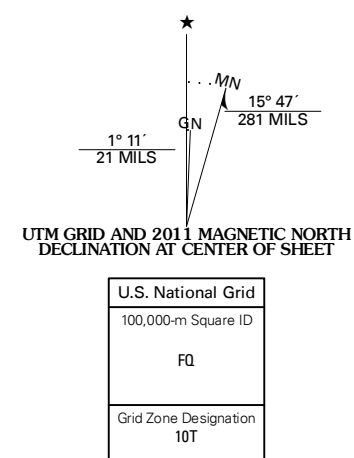 ★
MN
15° 47´
281 MILS
GN
1° 11´
21 MILS
UTM GRID AND 2011 MAGNETIC NORTH
DECLINATION AT CENTER OF SHEET
U.S. National Grid
100,000-m Square ID
FQ
Grid Zone Designation
10T